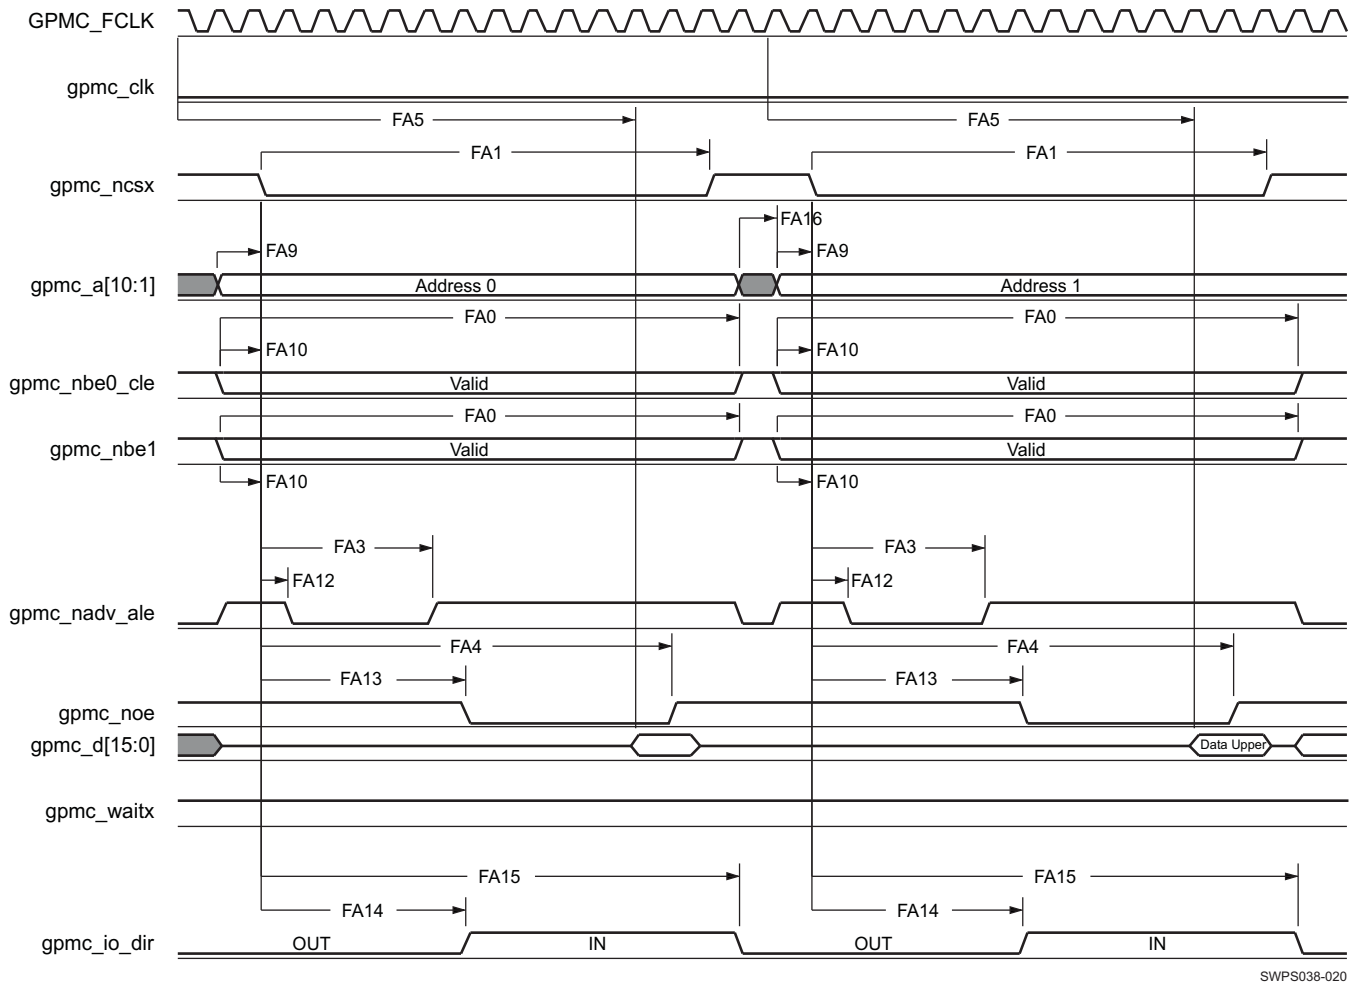 GPMC_FCLK
gpmc_clk
FA5 FA5
FA1 FA1
gpmc_ncsx
FA16
FA9 FA9
gpmc_a[10:1] Address 0 Address 1
FA0 FA0
FA10 FA10
gpmc_nbe0_cle Valid Valid
FA0 FA0
gpmc_nbe1 Valid Valid
FA10 FA10
FA3 FA3
FA12 FA12
gpmc_nadv_ale
FA4 FA4
FA13 FA13
gpmc_noe
gpmc_d[15:0] Data Upper
gpmc_waitx
FA15 FA15
FA14 FA14
gpmc_io_dir OUT IN OUT IN
SWPS038-020